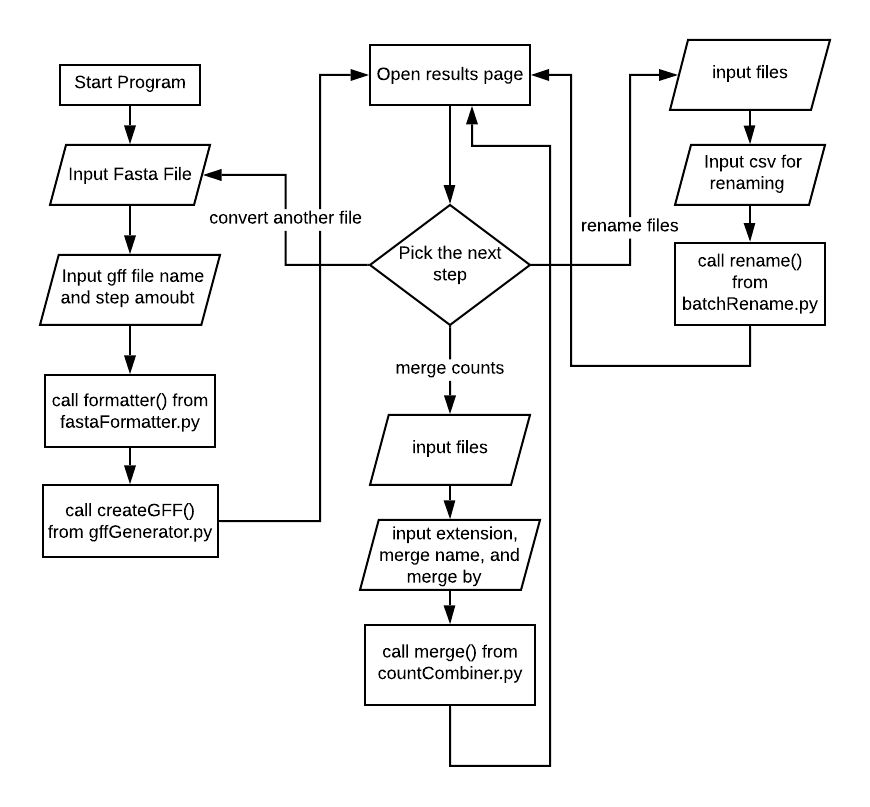 Start Program
Input Fasta File
Input gff file name
and step amoubt
call formatter() from
fastaFormatter.py
call createGFF()
from gffGenerator.py
convert another file
Open results page
Pick the next
step
merge counts
input files
input extension,
merge name, and
merge by
call merge() from
countCombiner.py
rename files
input files
Input csv for
renaming
call rename()
from
batchRename.py